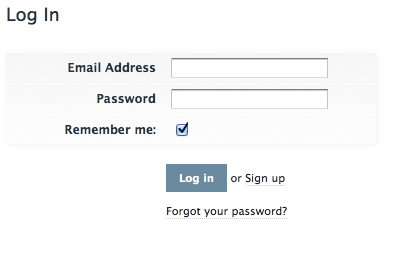 Log In
Email Address
Password
Remember me:
Log in or Sign up
Forgot your password?